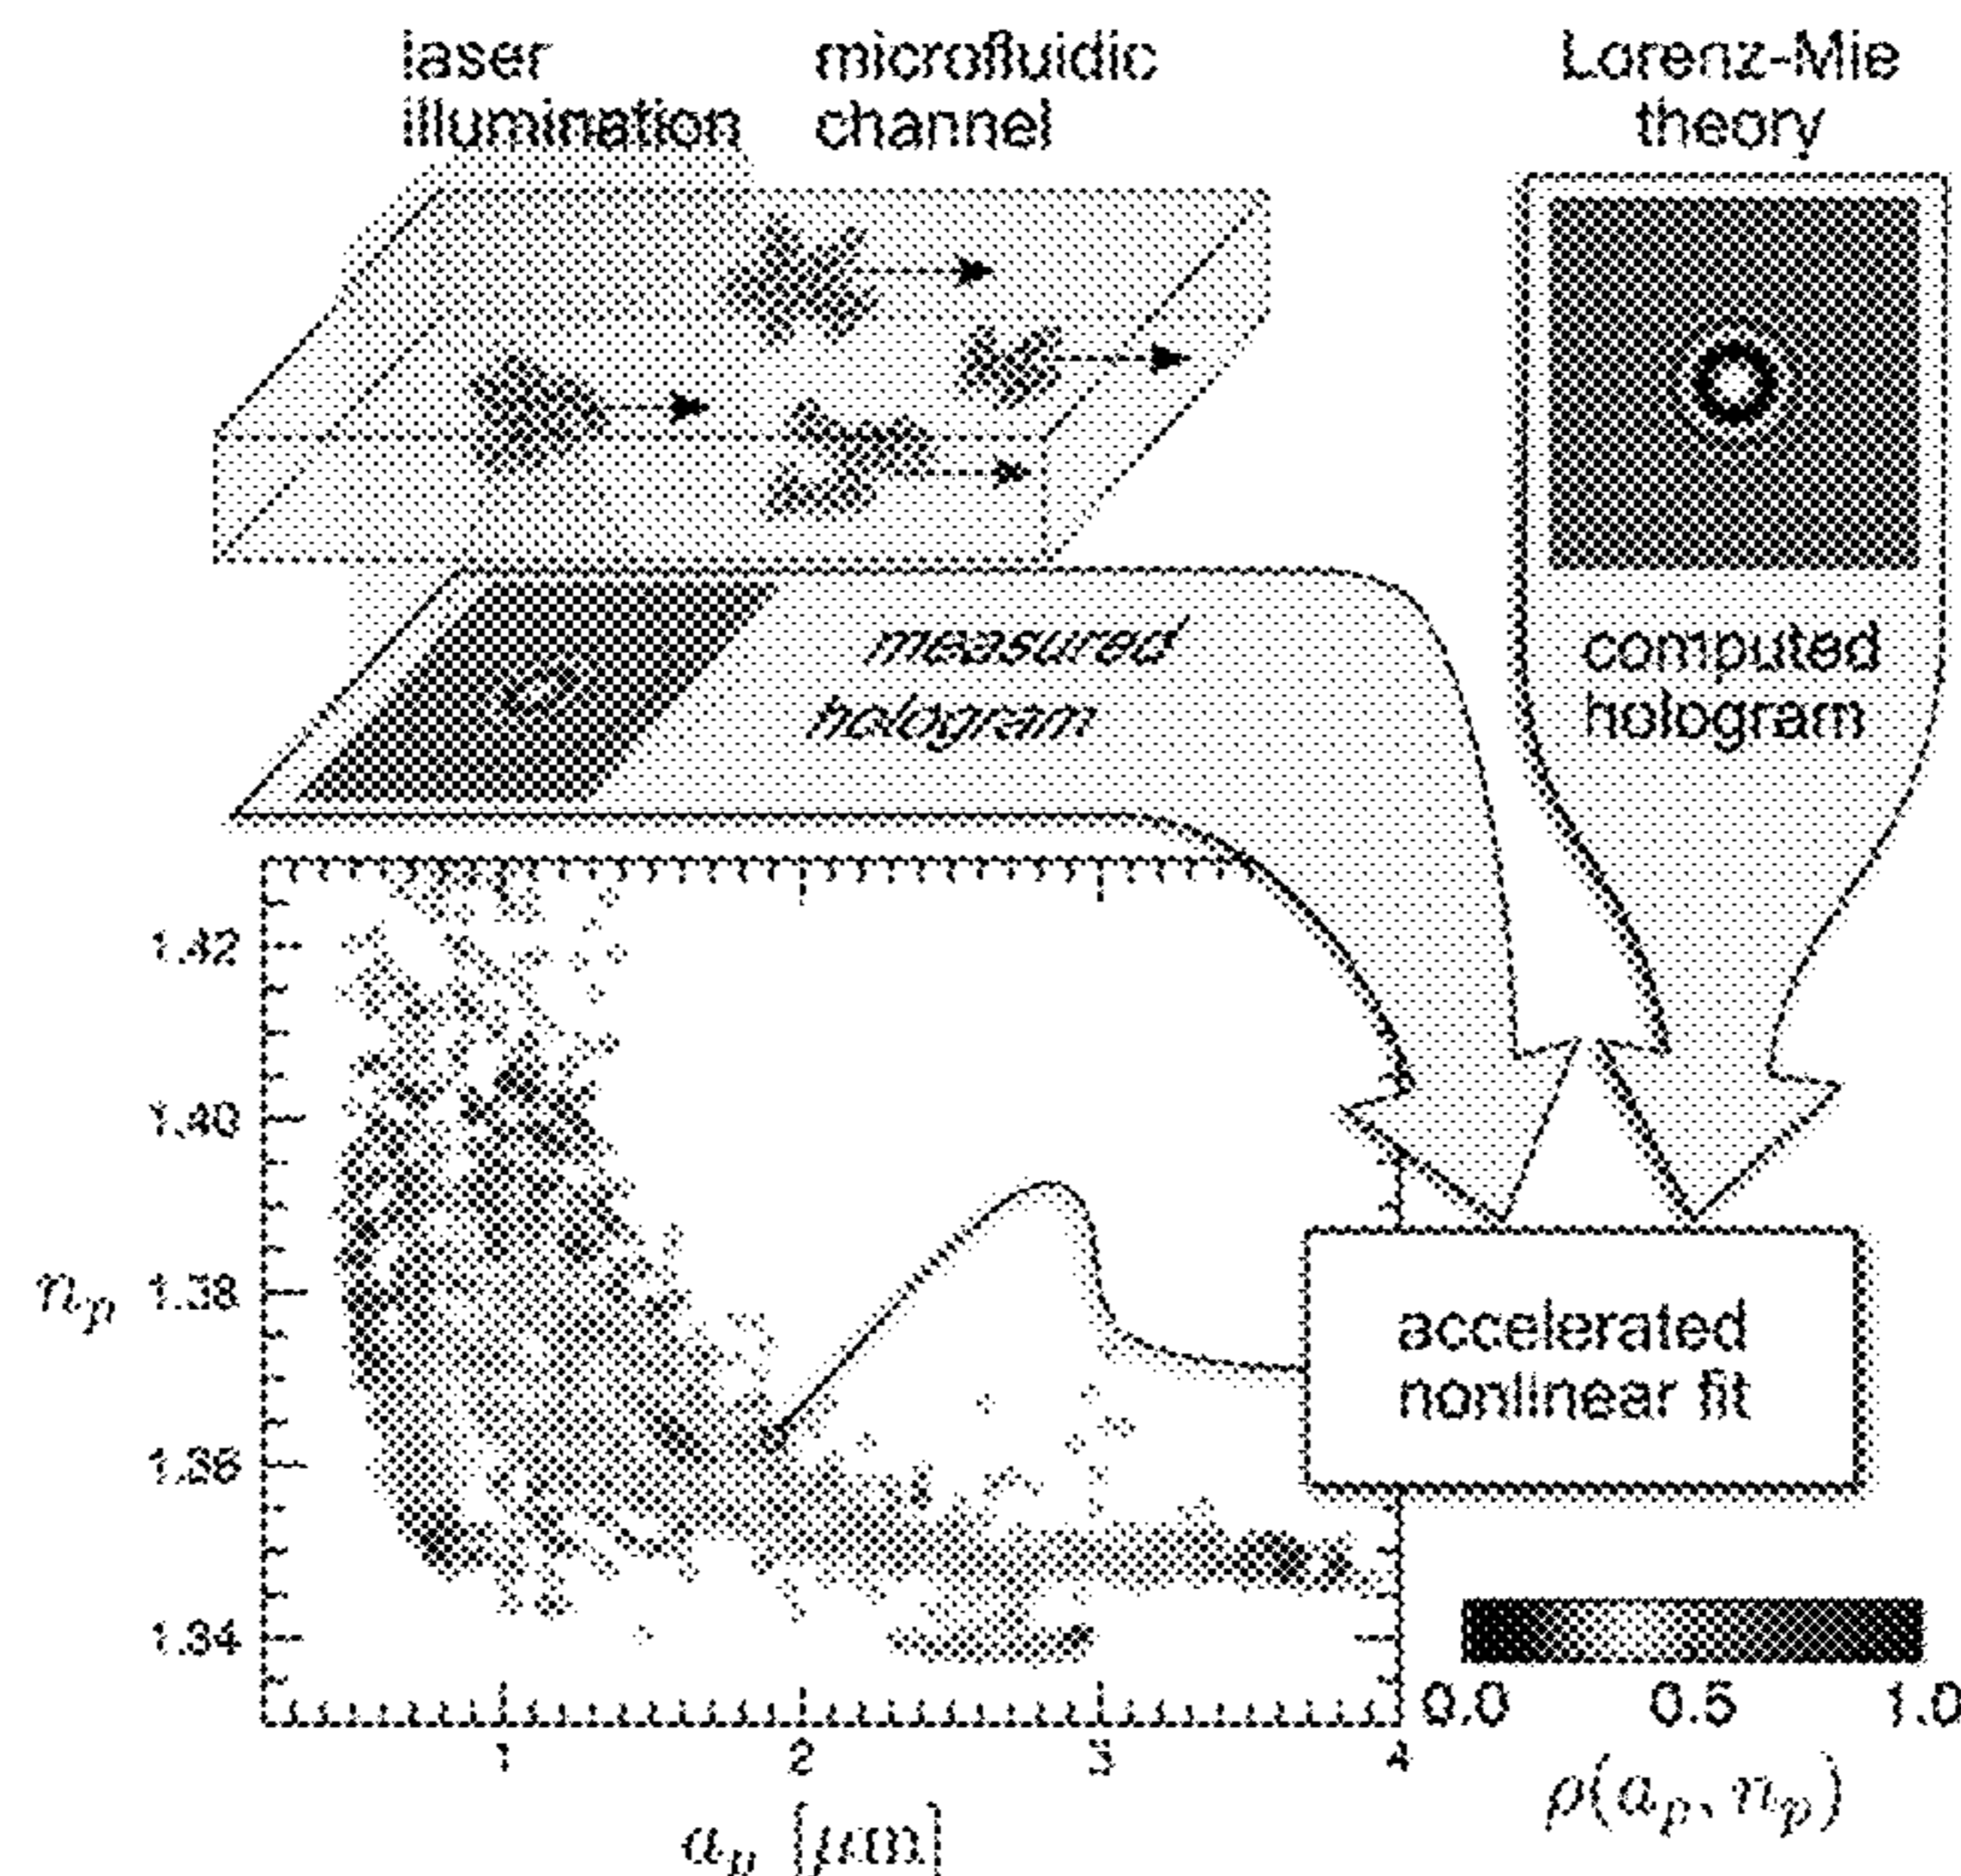 laser
illumination
microfluidic
channel
Lorenz-Mie
theory
measured
hologram
computed
hologram
1.42
1.40
1.38
1.36
1.34
n_p
accelerated
nonlinear fit
1 2 3 4
a_p [μm]
0.0 0.5 1.0
ρ(a_p, n_p)